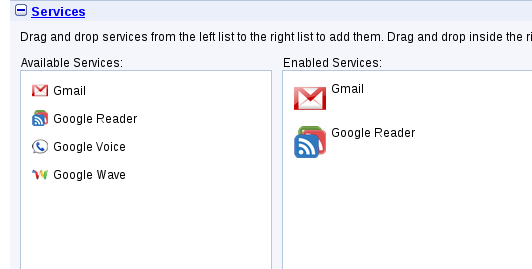 Services
Drag and drop services from the left list to the right list to add them. Drag and drop inside the
Available Services:
Enabled Services:
Gmail
Google Reader
Google Voice
Google Wave
Gmail
Google Reader